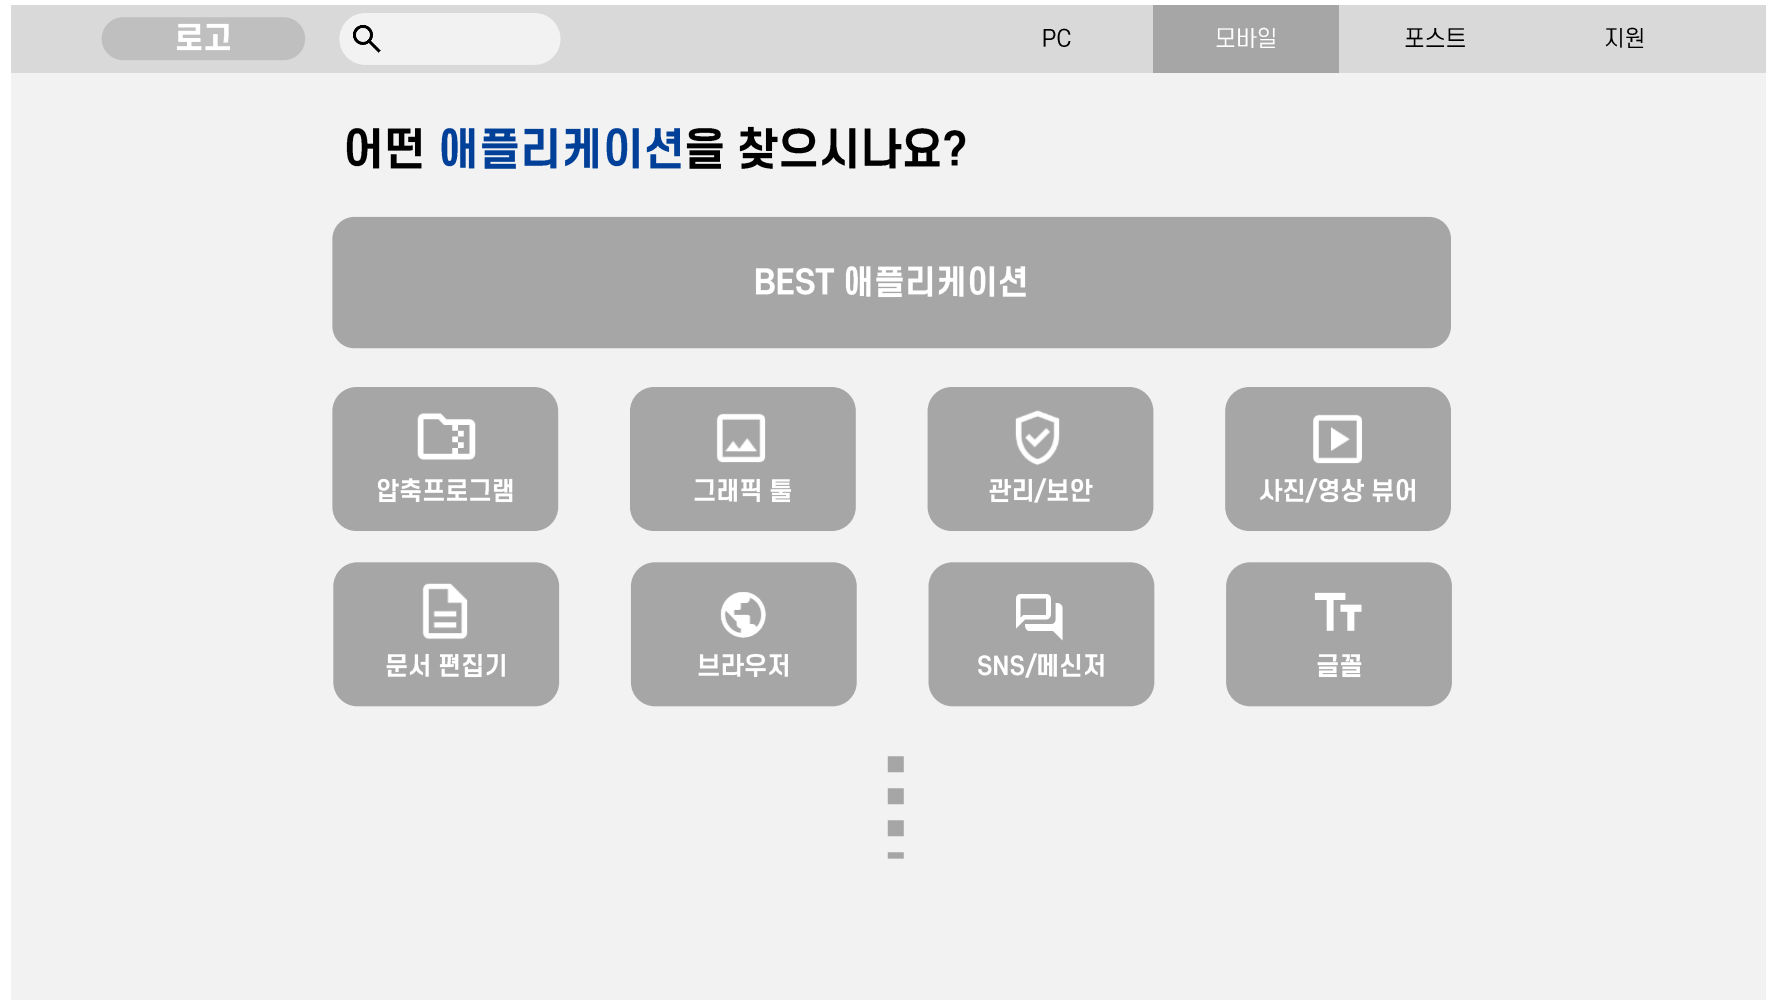 로고
PC
모바일
포스트
지원
어떤 애플리케이션을 찾으시나요?
BEST 애플리케이션
압축프로그램
그래픽 툴
관리/보안
사진/영상 뷰어
문서 편집기
브라우저
SNS/메신저
Tт
글꼴